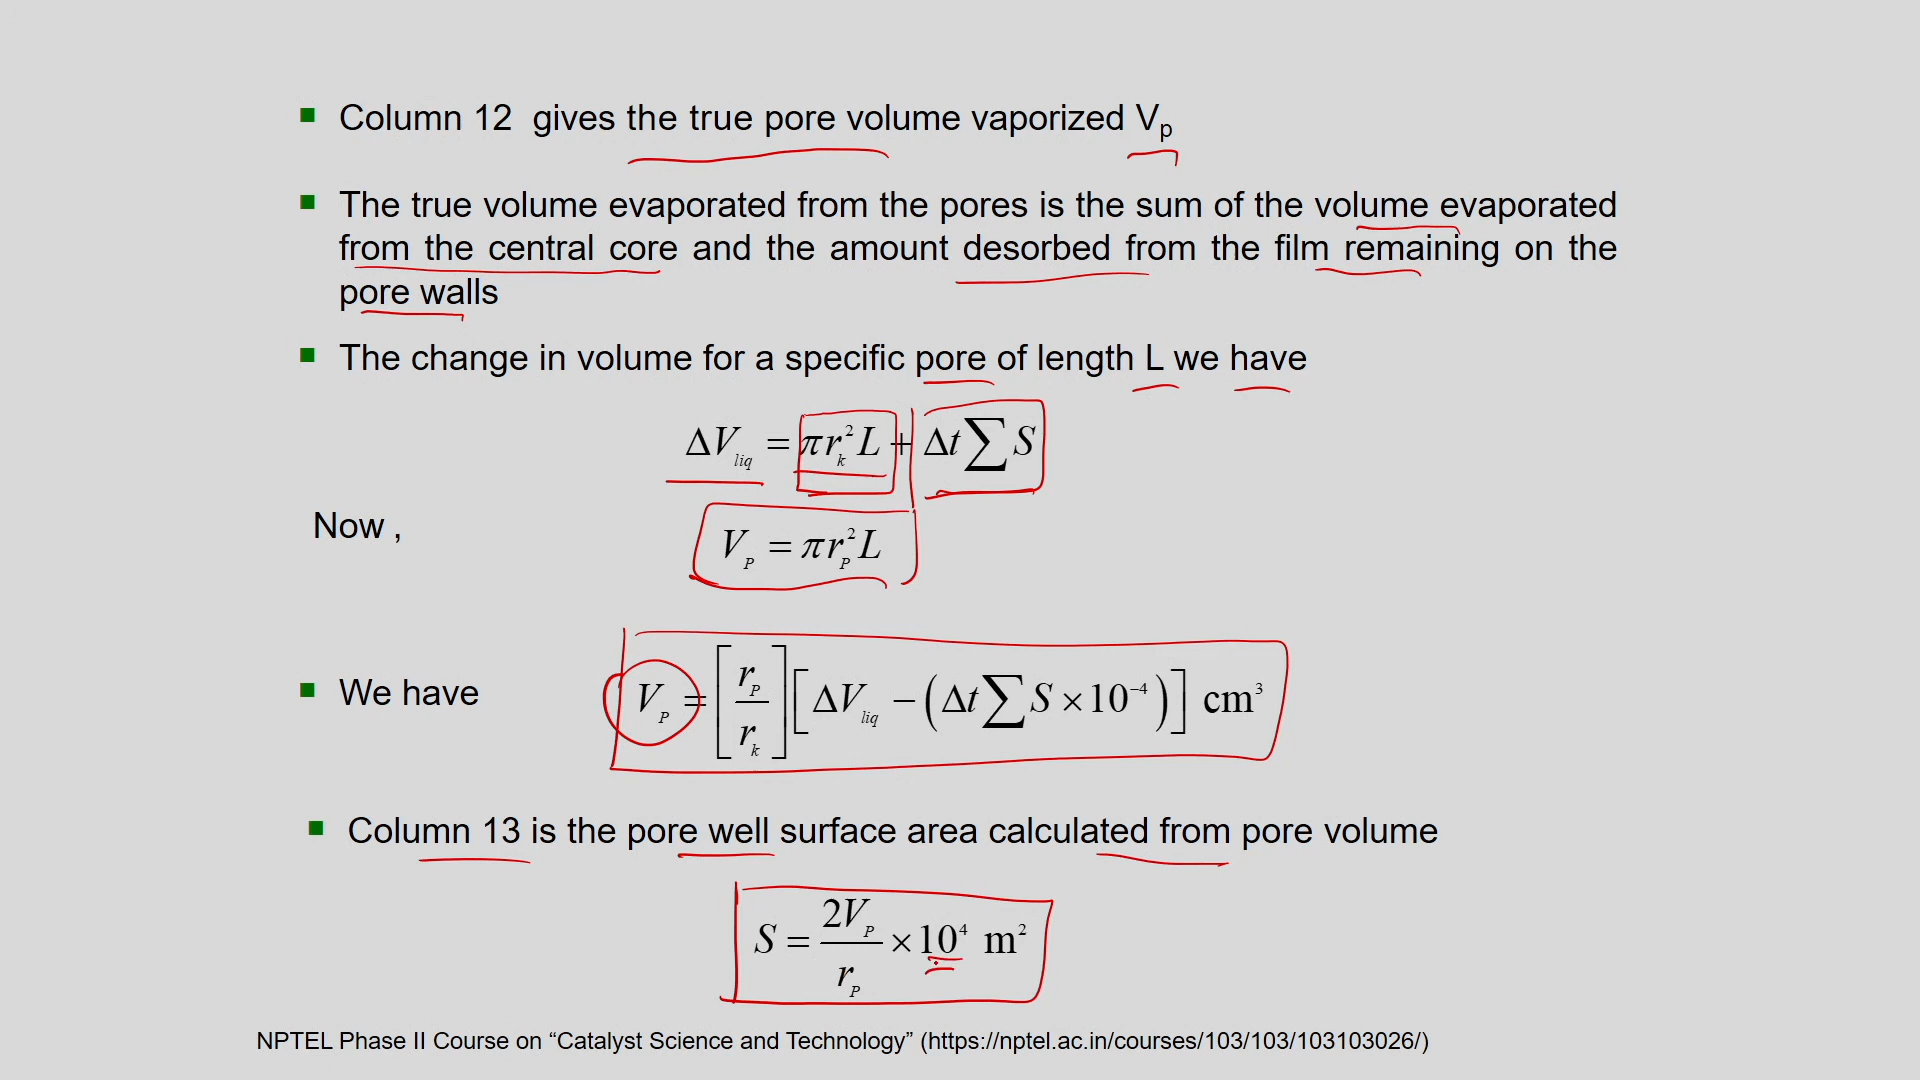 Column 12 gives the true pore volume vaporized Vₚ
The true volume evaporated from the pores is the sum of the volume evaporated
from the central core and the amount desorbed from the film remaining on the
pore walls
The change in volume for a specific pore of length L we have
ΔV_liq = πr_k²L + Δt∑S
Now ,
V_P = πr_P²L
We have
V_P = [r_P / r_k] [ΔV_liq − (Δt∑S × 10⁻⁴)] cm³
Column 13 is the pore well surface area calculated from pore volume
S = 2V_P / r_P × 10⁴ m²
NPTEL Phase II Course on “Catalyst Science and Technology” (https://nptel.ac.in/courses/103/103/103103026/)